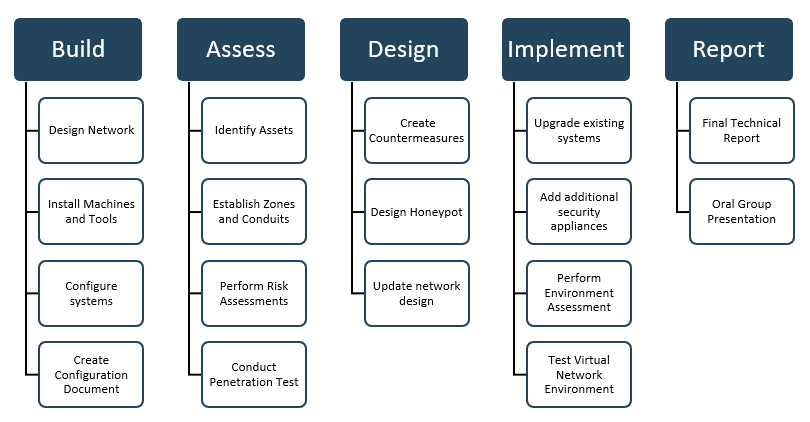 Build
Design Network
Install Machines
and Tools
Configure
systems
Create
Configuration
Document
Assess
Identify Assets
Establish Zones
and Conduits
Perform Risk
Assessments
Conduct
Penetration Test
Design
Create
Countermeasures
Design Honeypot
Update network
design
Implement
Upgrade existing
systems
Add additional
security
appliances
Perform
Environment
Assessment
Test Virtual
Network
Environment
Report
Final Technical
Report
Oral Group
Presentation